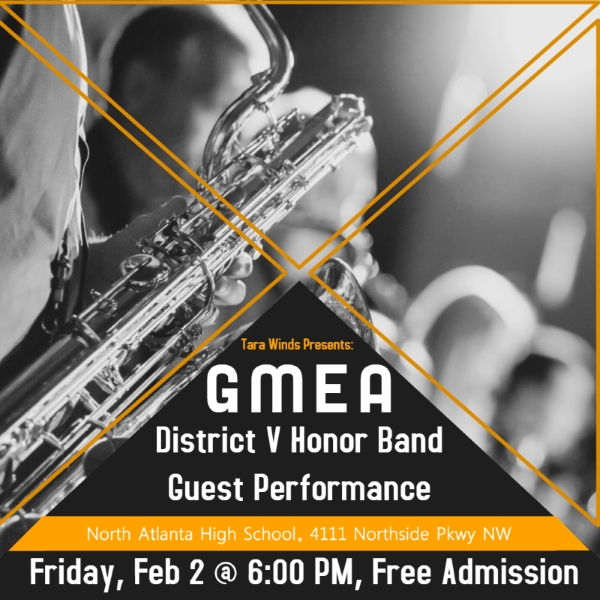 Tara Winds Presents:
GMEA
District V Honor Band
Guest Performance
North Atlanta High School, 4111 Northside Pkwy NW
Friday, Feb 2 @ 6:00 PM, Free Admission